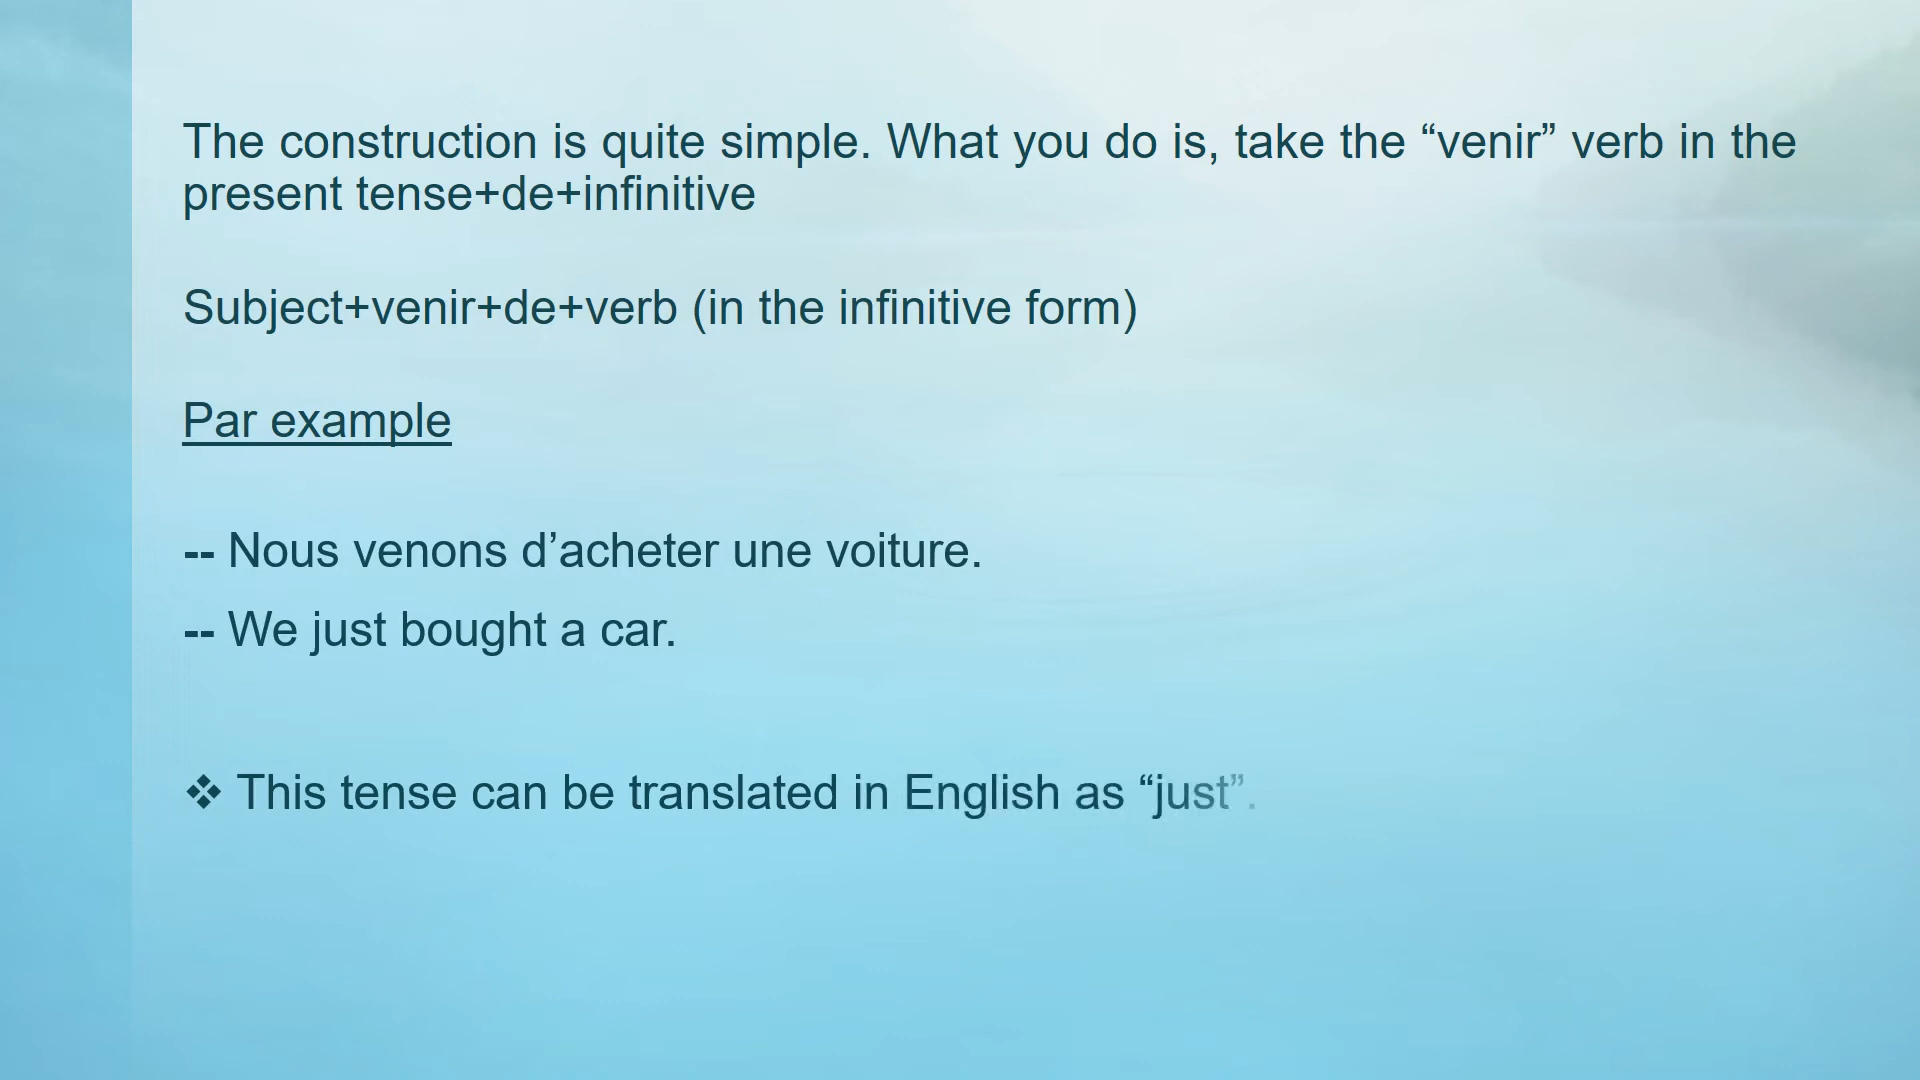 The construction is quite simple. What you do is, take the “venir” verb in the
present tense+de+infinitive
Subject+venir+de+verb (in the infinitive form)
Par example
-- Nous venons d’acheter une voiture.
-- We just bought a car.
❖ This tense can be translated in English as “just”.